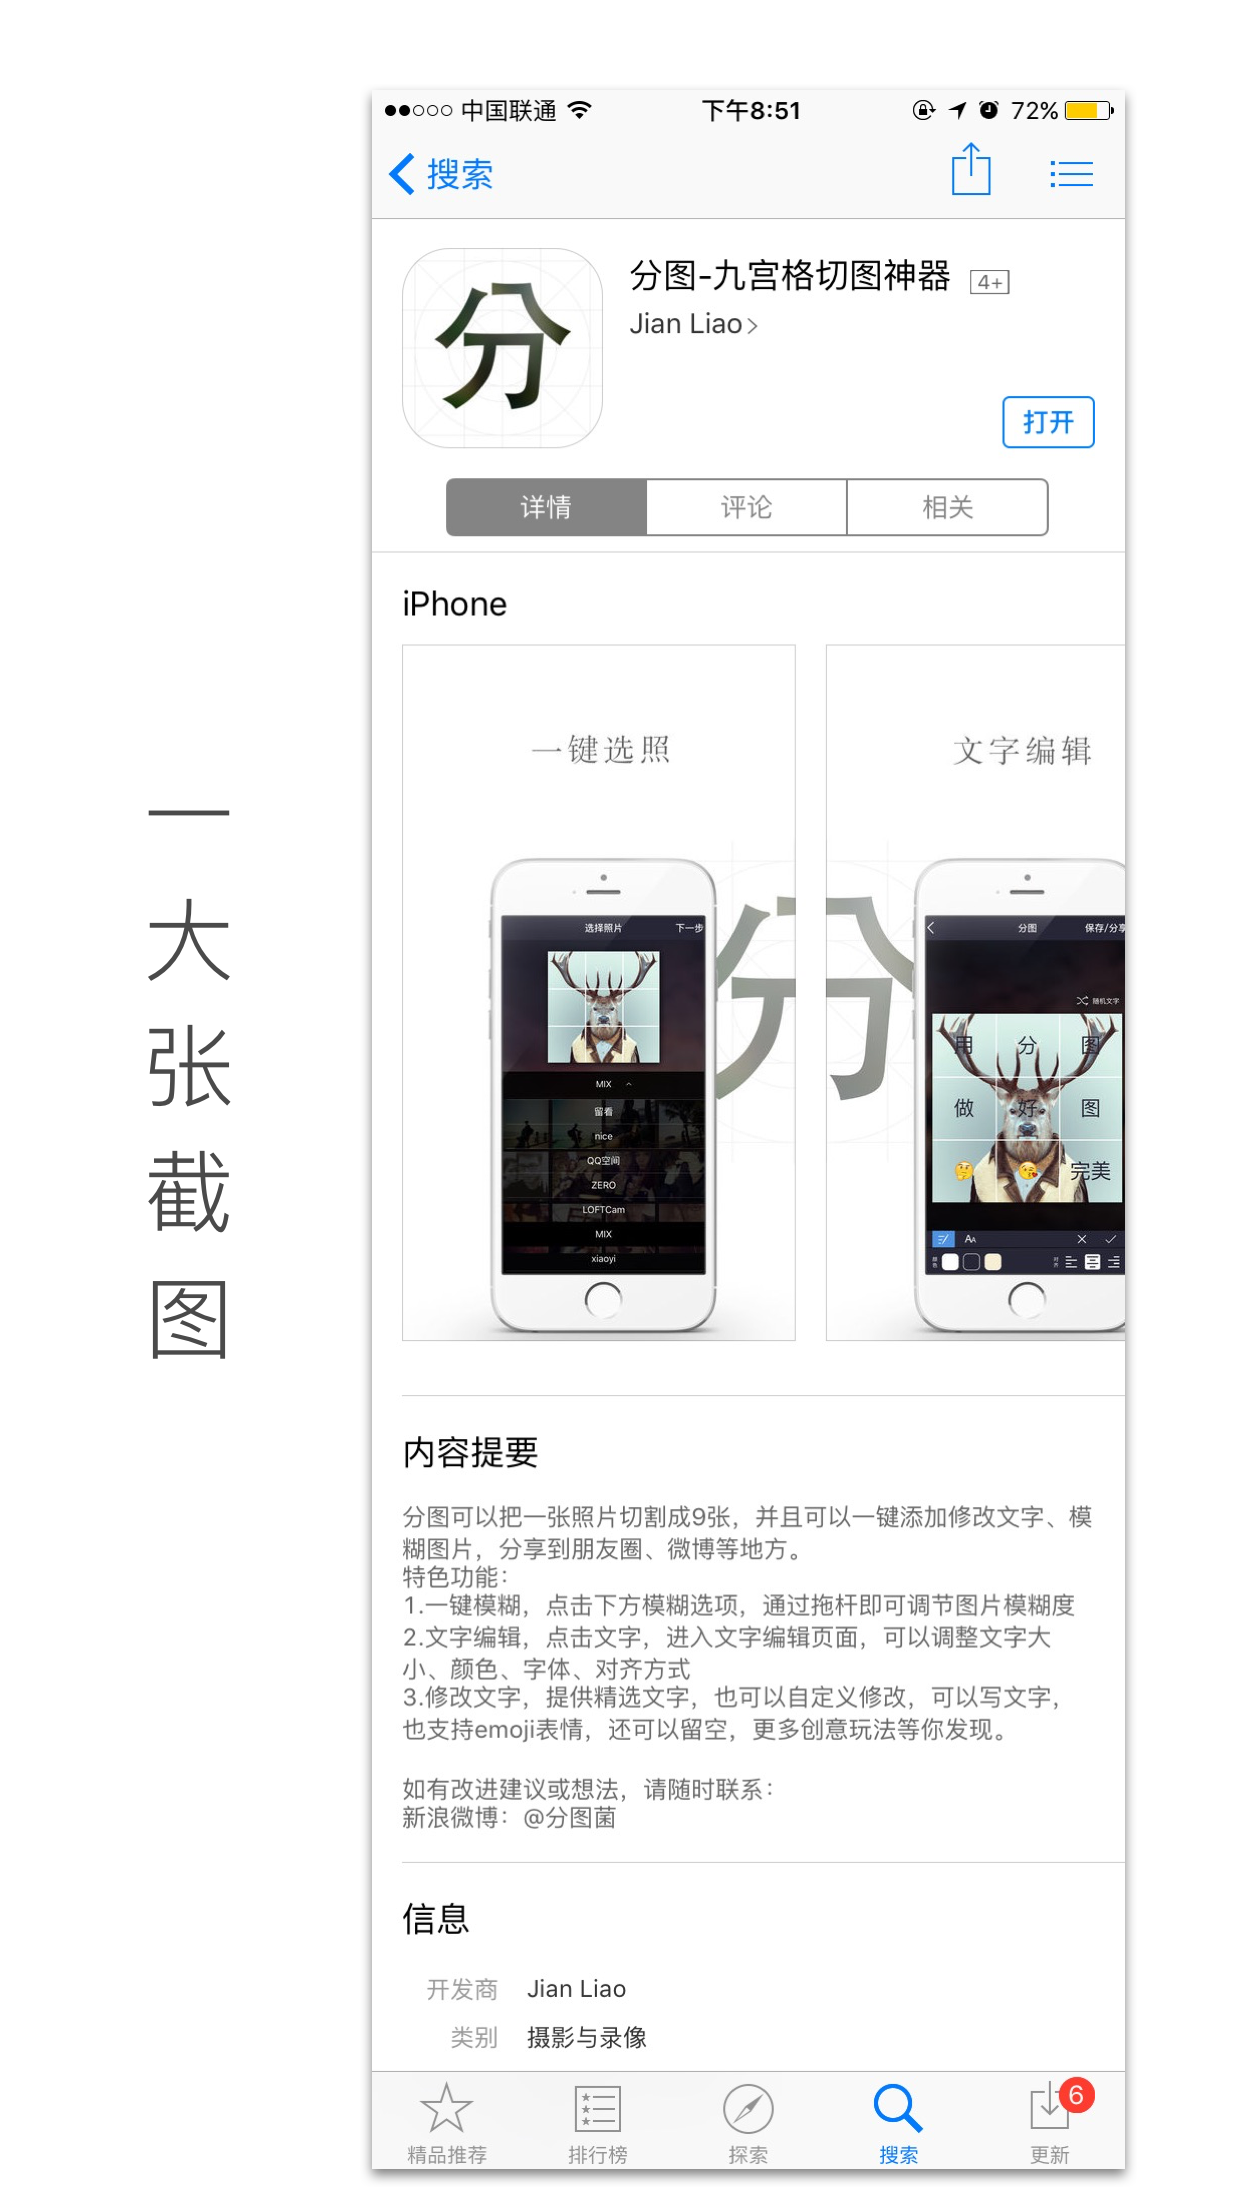 一大张截图
中国联通 下午8:51 72%
搜索
分
分图-九宫格切图神器 4+
Jian Liao
打开
详情 评论 相关
iPhone
一键选照
选择照片 下一步
MIX
留看
nice
QQ空间
ZERO
LOFTCam
MIX
xiaoyi
分
文字编辑
分图 保存/分享
随机文字
用 分 图
做 好 图
完美
AA
颜色 对齐
内容提要
分图可以把一张照片切割成9张，并且可以一键添加修改文字、模
糊图片，分享到朋友圈、微博等地方。
特色功能：
1.一键模糊，点击下方模糊选项，通过拖杆即可调节图片模糊度
2.文字编辑，点击文字，进入文字编辑页面，可以调整文字大
小、颜色、字体、对齐方式
3.修改文字，提供精选文字，也可以自定义修改，可以写文字，
也支持emoji表情，还可以留空，更多创意玩法等你发现。
如有改进建议或想法，请随时联系：
新浪微博：@分图菌
信息
开发商 Jian Liao
类别 摄影与录像
精品推荐 排行榜 探索 搜索 更新 6